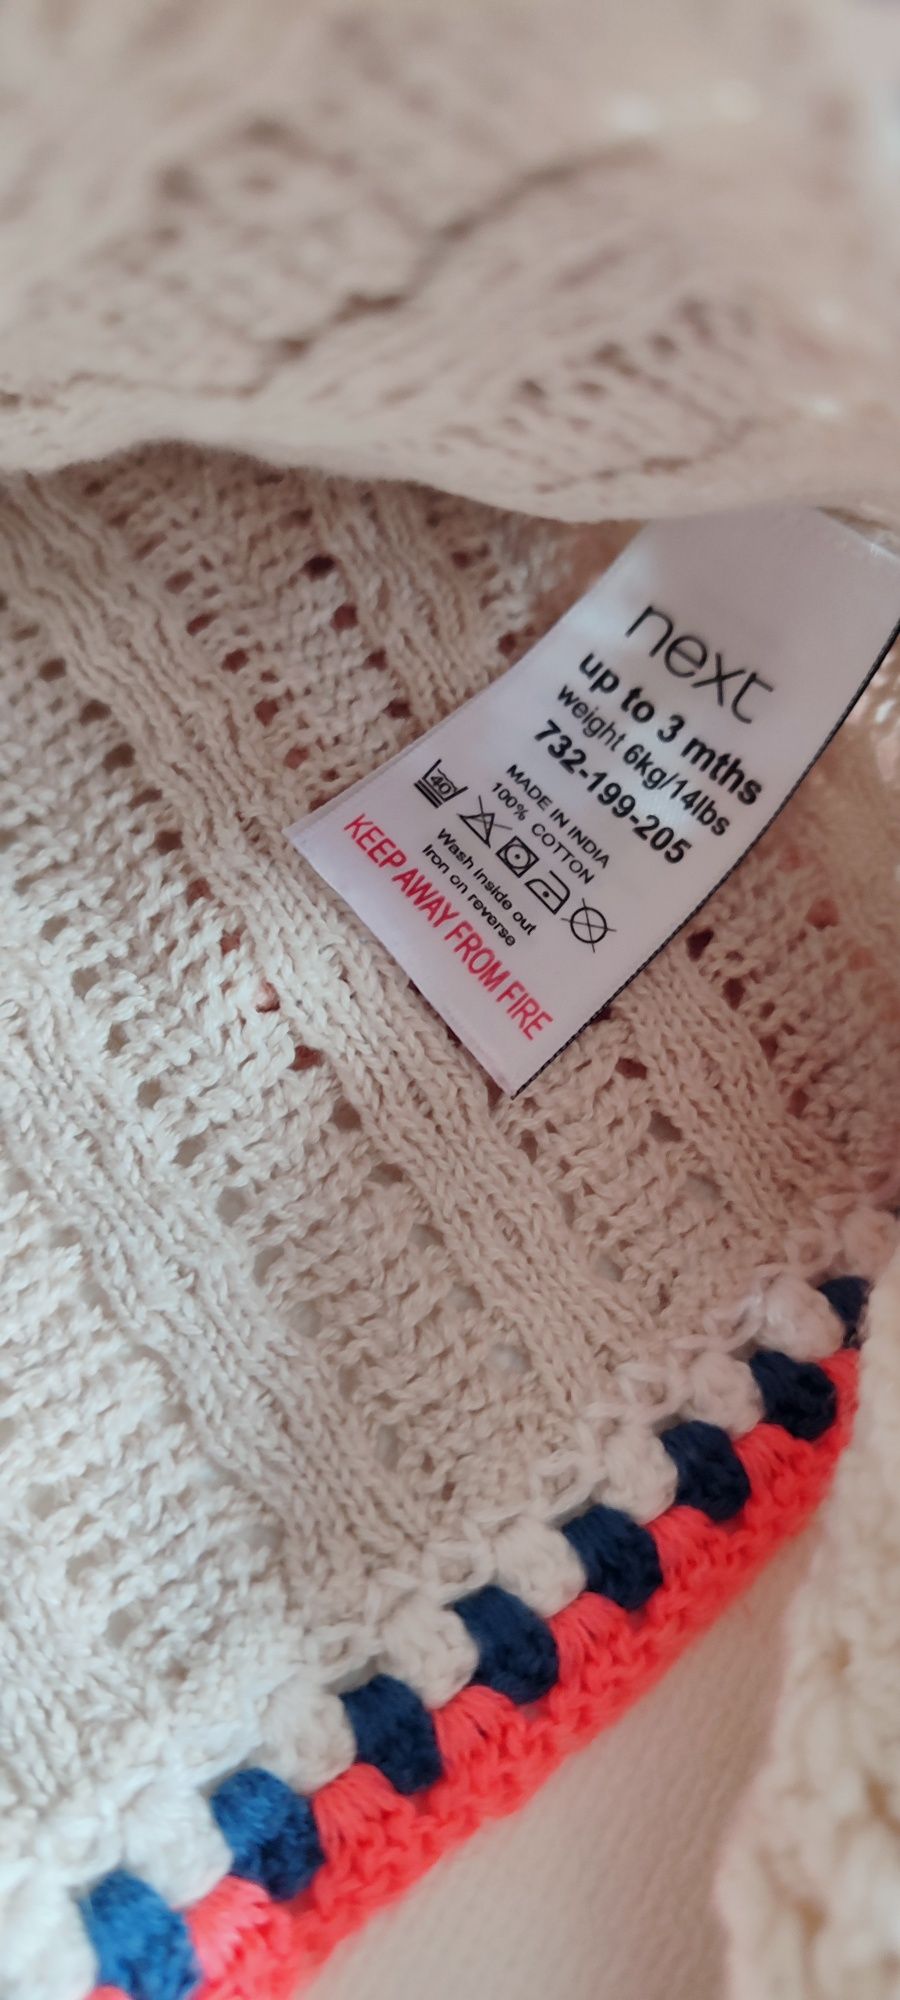 next
up to 3 mths
weight 6kg/14lbs
732-199-205
MADE IN INDIA
100% COTTON
40
Wash inside out
Iron on reverse
KEEP AWAY FROM FIRE